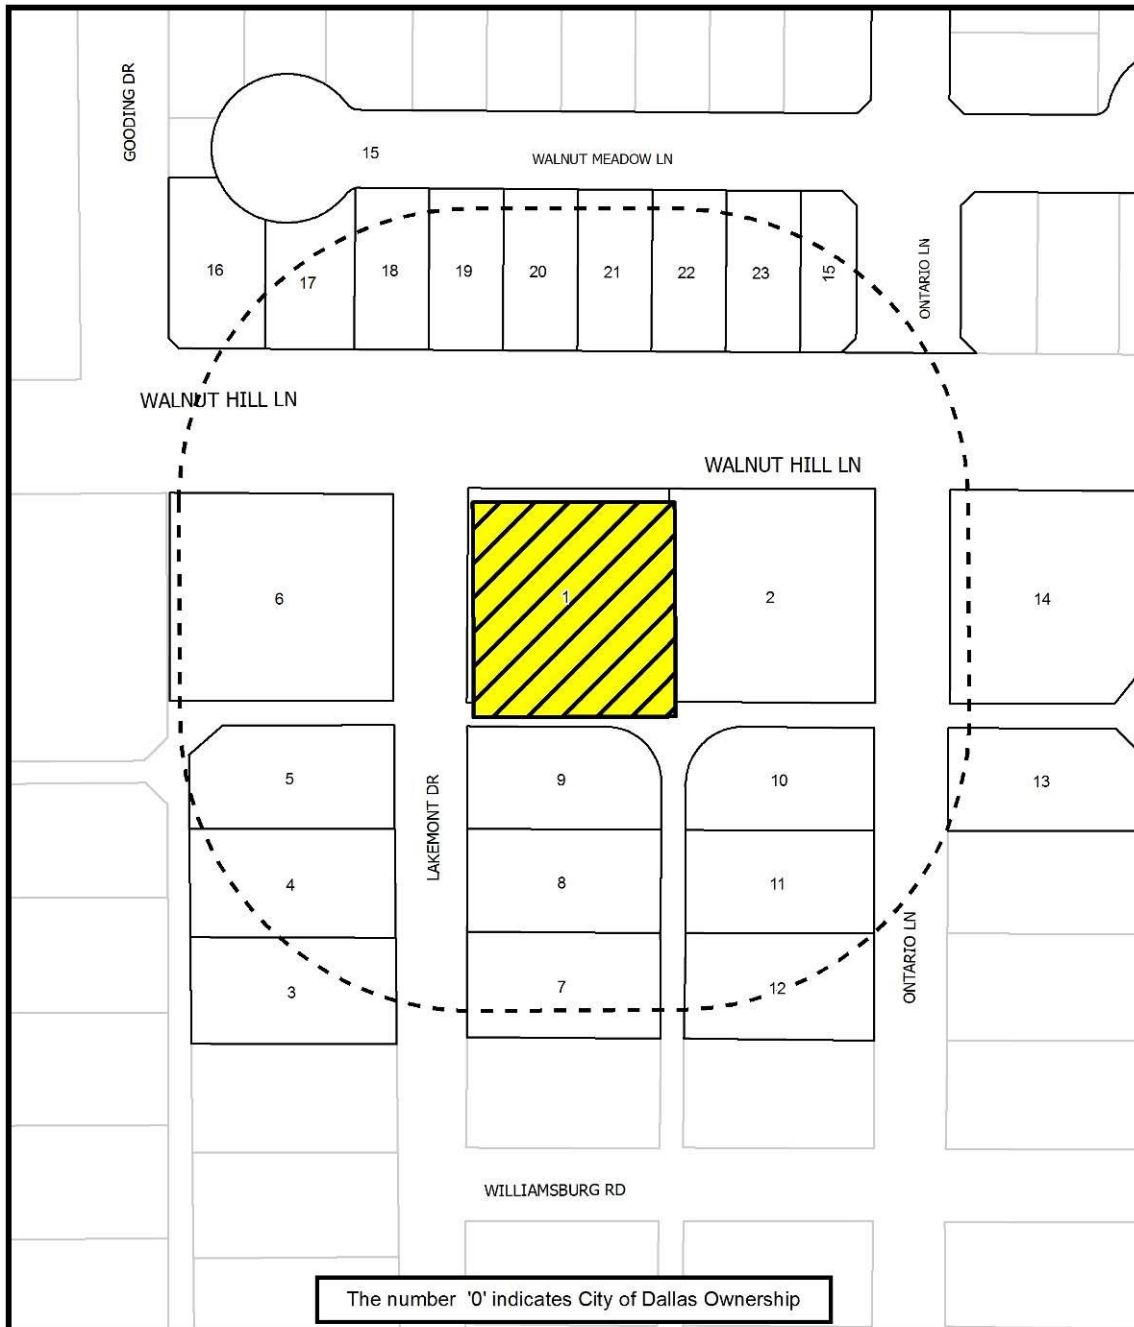 GOODING DR
15
WALNUT MEADOW LN
16
17
18
19
20
21
22
23
15
ONTARIO LN
WALNUT HILL LN
WALNUT HILL LN
6
1
2
14
5
LAKEMONT DR
9
10
13
4
8
11
3
7
12
ONTARIO LN
WILLIAMSBURG RD
The number '0' indicates City of Dallas Ownership